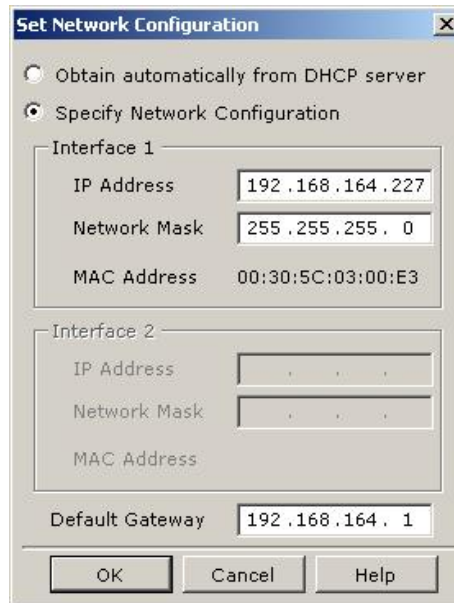 Set Network Configuration
Obtain automatically from DHCP server
Specify Network Configuration
Interface 1
IP Address 192.168.164.227
Network Mask 255.255.255. 0
MAC Address 00:30:5C:03:00:E3
Interface 2
IP Address . . .
Network Mask . . .
MAC Address
Default Gateway 192.168.164. 1
OK Cancel Help